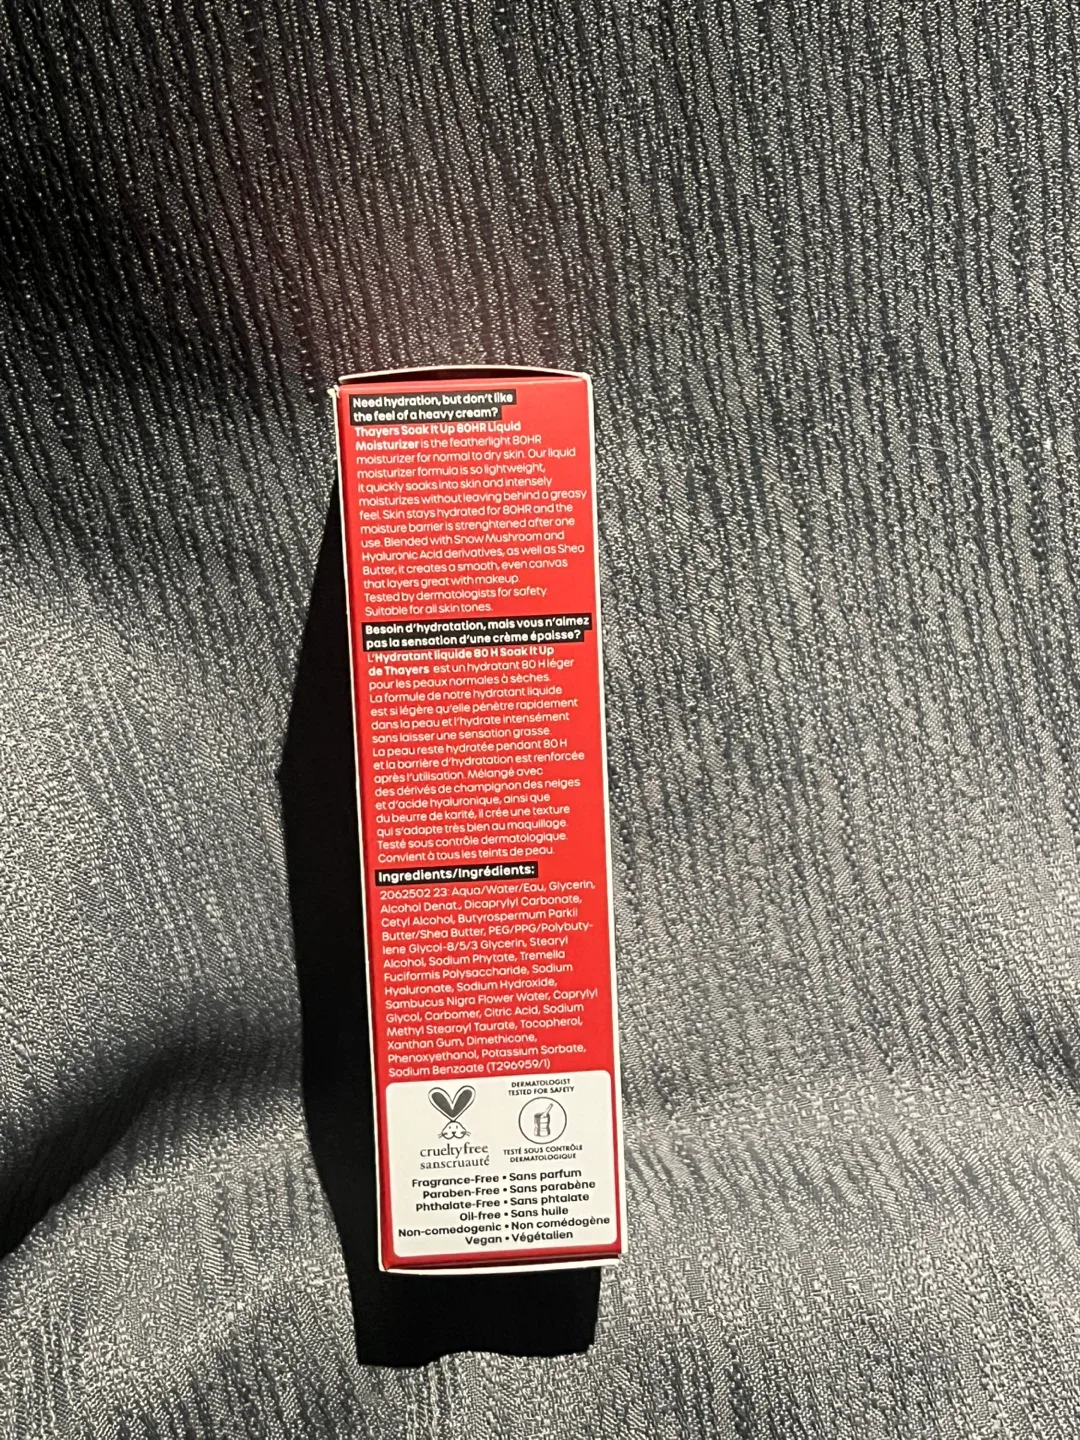 Need hydration, but don't like
the feel of a heavy cream?
Thayers Soak It Up 80HR Liquid
Moisturizer is the featherlight 80HR
moisturizer for normal to dry skin. Our liquid
moisturizer formula is so lightweight,
it quickly soaks into skin and intensely
moisturizes without leaving behind a greasy
feel. Skin stays hydrated for 80HR and the
moisture barrier is strenghtened after one
use. Blended with Snow Mushroom and
Hyaluronic Acid derivatives, as well as Shea
Butter, it creates a smooth, even canvas
that layers great with makeup.
Tested by dermatologists for safety.
Suitable for all skin tones.
Besoin d'hydratation, mais vous n'aimez
pas la sensation d'une crème épaisse?
L'Hydratant liquide 80 H Soak It Up
de Thayers est un hydratant 80 H léger
pour les peaux normales à sèches.
La formule de notre hydratant liquide
est si légère qu'elle pénètre rapidement
dans la peau et l'hydrate intensément
sans laisser une sensation grasse.
La peau reste hydratée pendant 80 H
et la barrière d'hydratation est renforcée
après l'utilisation. Mélangé avec
des dérivés de champignon des neiges
et d'acide hyaluronique, ainsi que
du beurre de karité, il crée une texture
qui s'adapte très bien au maquillage.
Testé sous contrôle dermatologique.
Convient à tous les teints de peau.
Ingredients/Ingrédients:
2062502 23: Aqua/Water/Eau, Glycerin,
Alcohol Denat., Dicaprylyl Carbonate,
Cetyl Alcohol, Butyrospermum Parkii
Butter/Shea Butter, PEG/PPG/Polybuty-
lene Glycol-8/5/3 Glycerin, Stearyl
Alcohol, Sodium Phytate, Tremella
Fuciformis Polysaccharide, Sodium
Hyaluronate, Sodium Hydroxide,
Sambucus Nigra Flower Water, Caprylyl
Glycol, Carbomer, Citric Acid, Sodium
Methyl Stearoyl Taurate, Tocopherol,
Xanthan Gum, Dimethicone,
Phenoxyethanol, Potassium Sorbate,
Sodium Benzoate (T296959/1)
crueltyfree
sanscruauté
DERMATOLOGIST
TESTED FOR SAFETY
TESTÉ SOUS CONTRÔLE
DERMATOLOGIQUE
Fragrance-Free • Sans parfum
Paraben-Free • Sans parabène
Phthalate-Free • Sans phtalate
Oil-free • Sans huile
Non-comedogenic • Non comédogène
Vegan • Végétalien